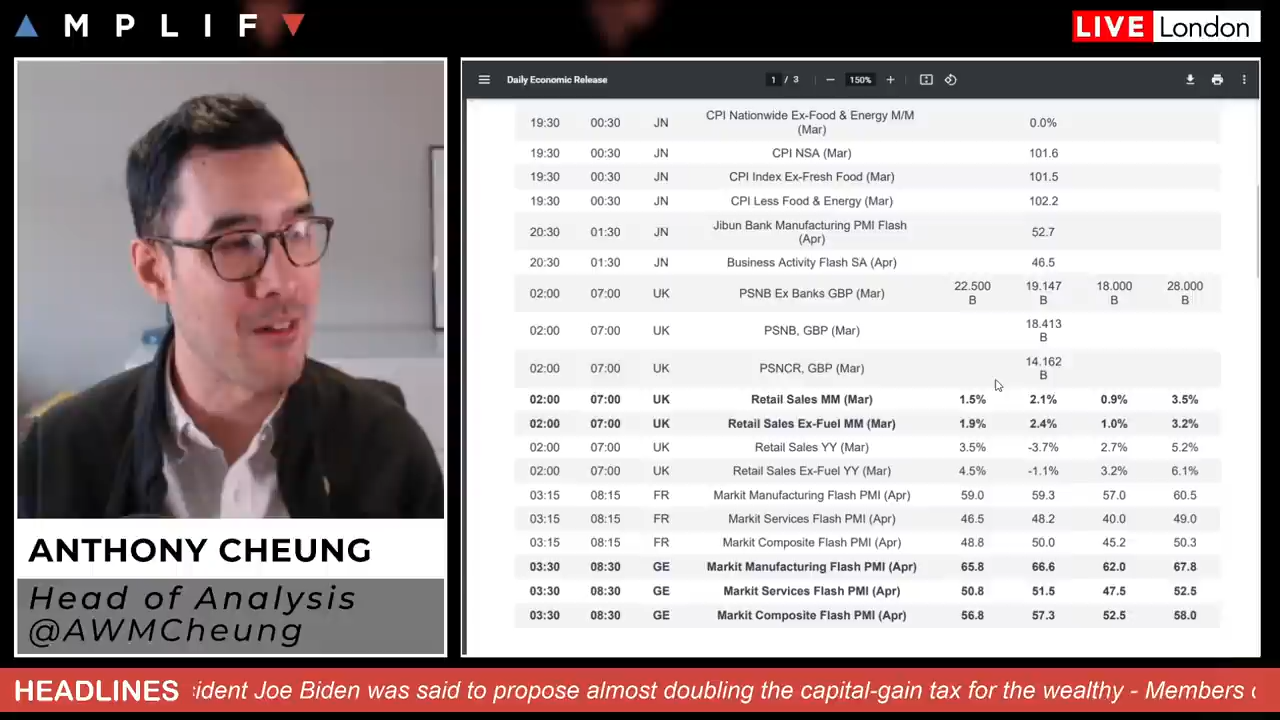 AMPLIFY
LIVE London
Daily Economic Release
1 / 3
150%
19:30 00:30 JN CPI Nationwide Ex-Food & Energy M/M (Mar) 0.0%
19:30 00:30 JN CPI NSA (Mar) 101.6
19:30 00:30 JN CPI Index Ex-Fresh Food (Mar) 101.5
19:30 00:30 JN CPI Less Food & Energy (Mar) 102.2
20:30 01:30 JN Jibun Bank Manufacturing PMI Flash (Apr) 52.7
20:30 01:30 JN Business Activity Flash SA (Apr) 46.5
02:00 07:00 UK PSNB Ex Banks GBP (Mar) 22.500 B 19.147 B 18.000 B 28.000 B
02:00 07:00 UK PSNB, GBP (Mar) 18.413 B
02:00 07:00 UK PSNCR, GBP (Mar) 14.162 B
02:00 07:00 UK Retail Sales MM (Mar) 1.5% 2.1% 0.9% 3.5%
02:00 07:00 UK Retail Sales Ex-Fuel MM (Mar) 1.9% 2.4% 1.0% 3.2%
02:00 07:00 UK Retail Sales YY (Mar) 3.5% -3.7% 2.7% 5.2%
02:00 07:00 UK Retail Sales Ex-Fuel YY (Mar) 4.5% -1.1% 3.2% 6.1%
03:15 08:15 FR Markit Manufacturing Flash PMI (Apr) 59.0 59.3 57.0 60.5
03:15 08:15 FR Markit Services Flash PMI (Apr) 46.5 48.2 40.0 49.0
03:15 08:15 FR Markit Composite Flash PMI (Apr) 48.8 50.0 45.2 50.3
03:30 08:30 GE Markit Manufacturing Flash PMI (Apr) 65.8 66.6 62.0 67.8
03:30 08:30 GE Markit Services Flash PMI (Apr) 50.8 51.5 47.5 52.5
03:30 08:30 GE Markit Composite Flash PMI (Apr) 56.8 57.3 52.5 58.0
ANTHONY CHEUNG
Head of Analysis
@AWMCheung
HEADLINES ident Joe Biden was said to propose almost doubling the capital-gain tax for the wealthy - Members